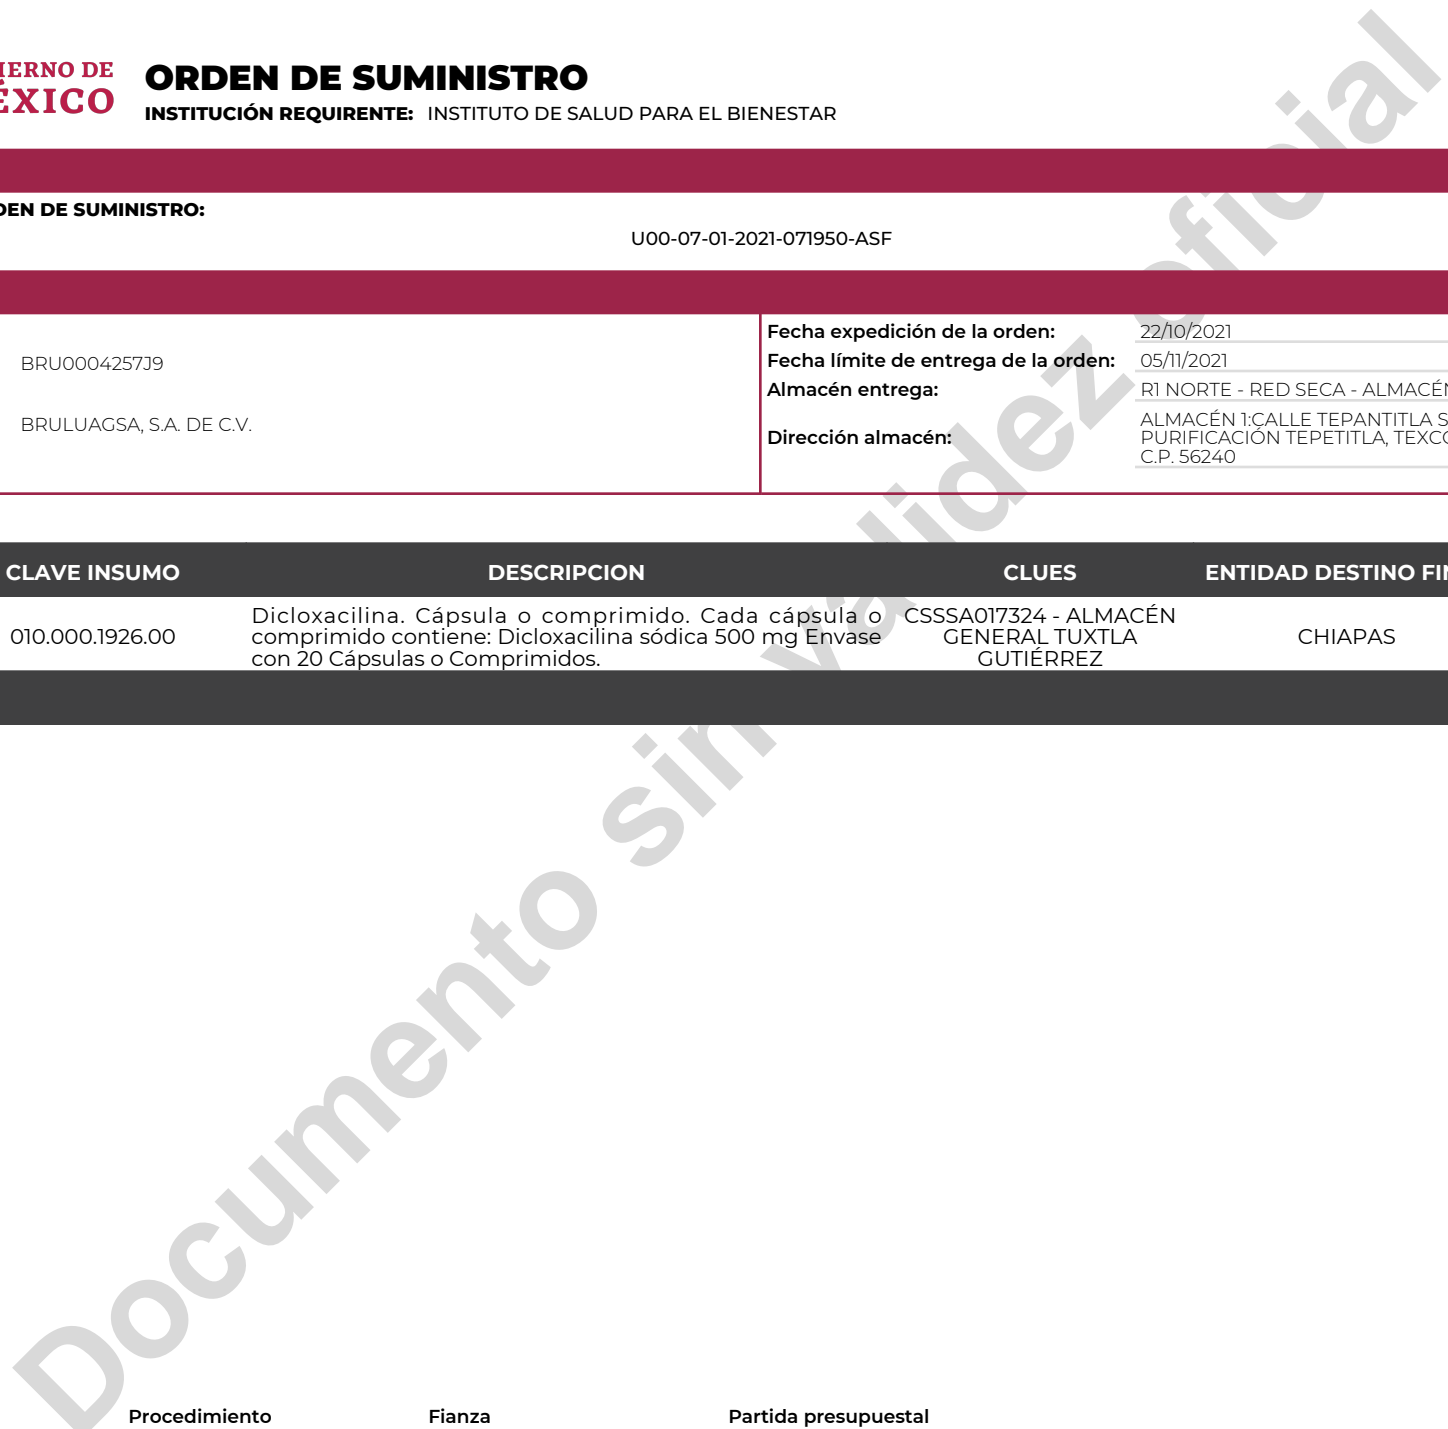 IERNO DE
ÉXICO
ORDEN DE SUMINISTRO
INSTITUCIÓN REQUIRENTE: INSTITUTO DE SALUD PARA EL BIENESTAR
DEN DE SUMINISTRO:
U00-07-01-2021-071950-ASF
BRU0004257J9
BRULUAGSA, S.A. DE C.V.
Fecha expedición de la orden: 22/10/2021
Fecha límite de entrega de la orden: 05/11/2021
Almacén entrega: R1 NORTE - RED SECA - ALMACÉN
Dirección almacén: ALMACÉN 1:CALLE TEPANTITLA S
PURIFICACIÓN TEPETITLA, TEXCO
C.P. 56240
CLAVE INSUMO DESCRIPCION CLUES ENTIDAD DESTINO FIN
010.000.1926.00
Dicloxacilina. Cápsula o comprimido. Cada cápsula o
comprimido contiene: Dicloxacilina sódica 500 mg Envase
con 20 Cápsulas o Comprimidos.
CSSSA017324 - ALMACÉN
GENERAL TUXTLA
GUTIÉRREZ
CHIAPAS
Documento sin validez oficial
Procedimiento Fianza Partida presupuestal